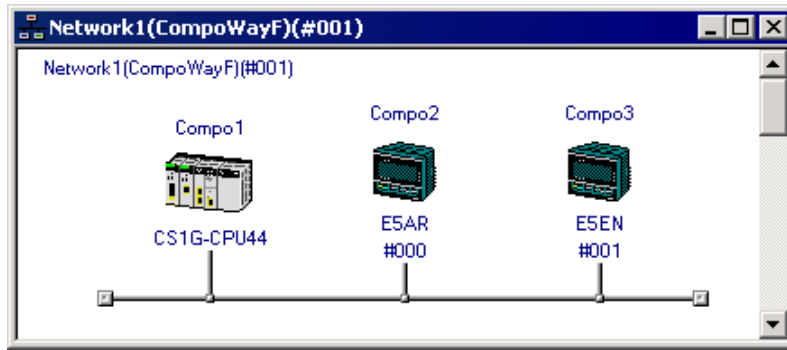 Network1(CompoWayF)(#001)
Network1(CompoWayF)(#001)
Compo1
Compo2
Compo3
CS1G-CPU44
E5AR
#000
E5EN
#001